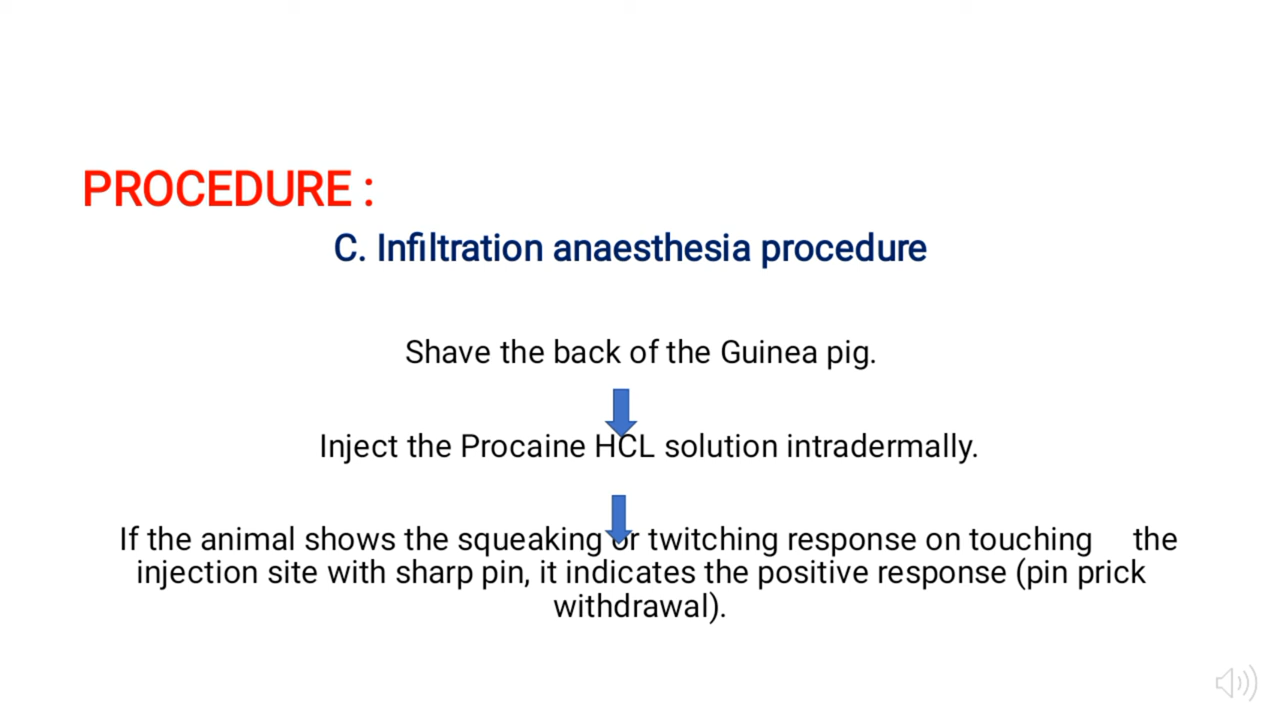 PROCEDURE :
C. Infiltration anaesthesia procedure
Shave the back of the Guinea pig.
Inject the Procaine HCL solution intradermally.
If the animal shows the squeaking or twitching response on touching the
injection site with sharp pin, it indicates the positive response (pin prick
withdrawal).